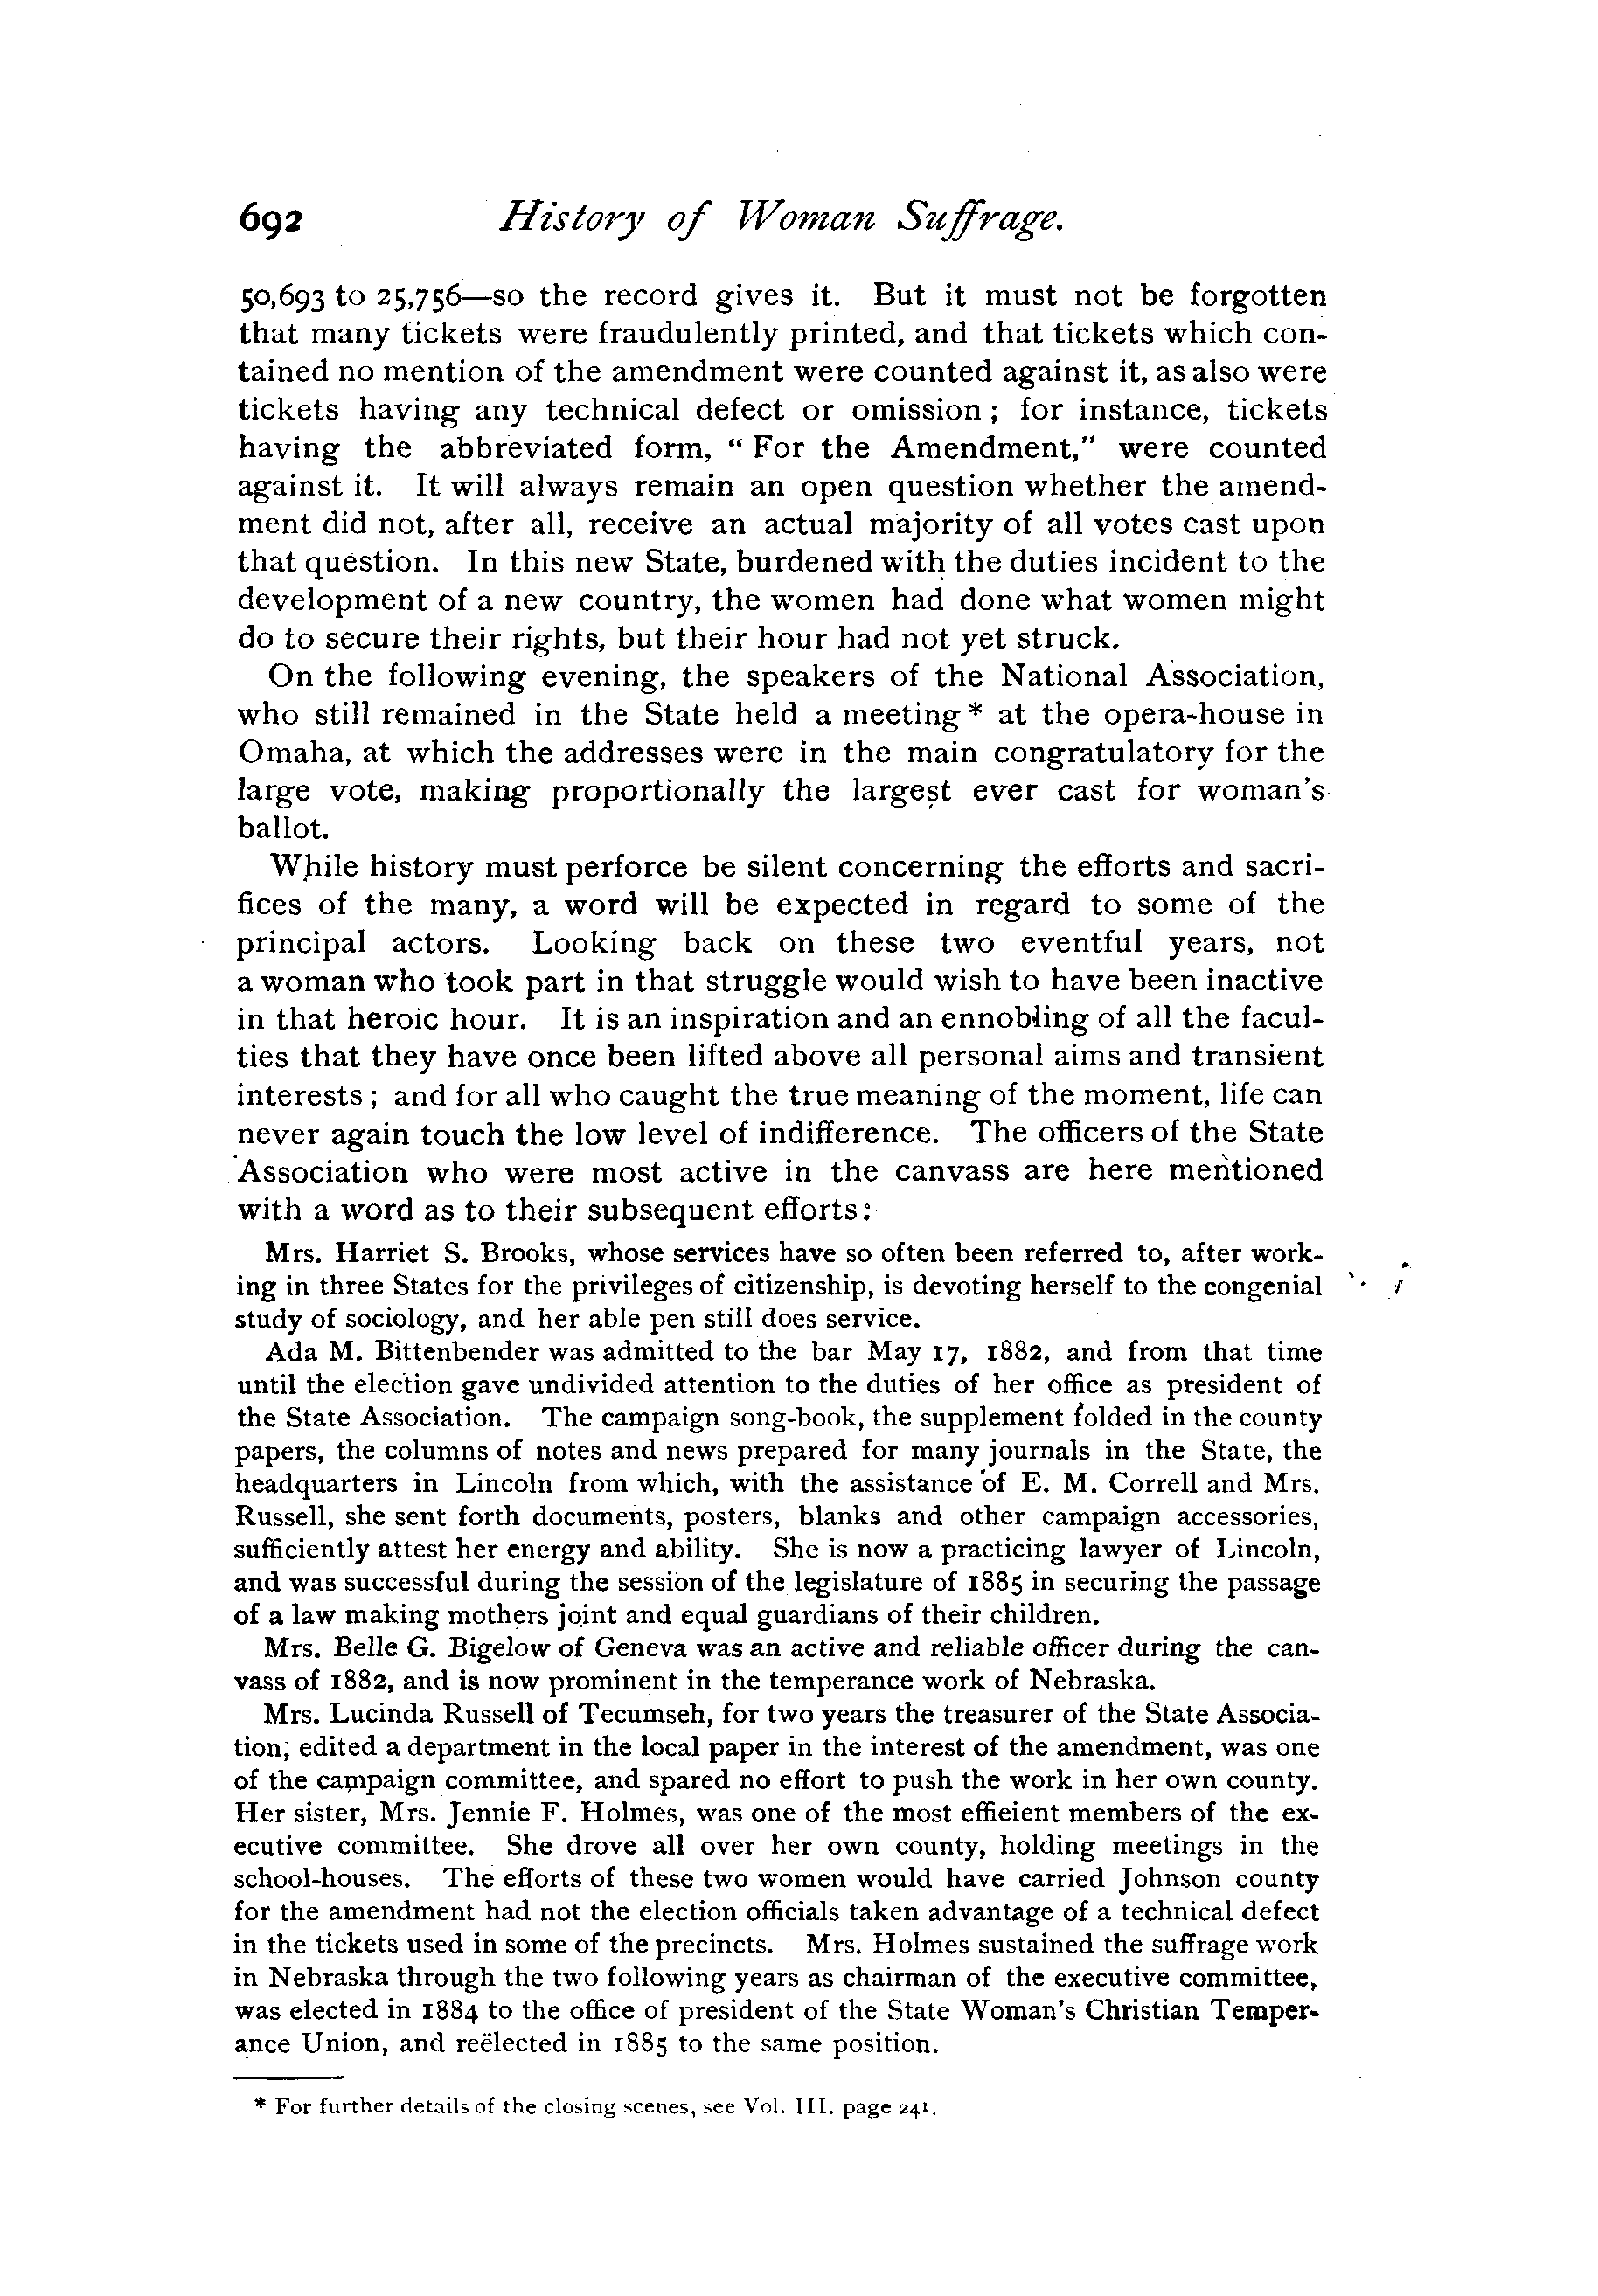 692 History of Woman Suffrage.
50,693 to 25,756—so the record gives it. But it must not be forgotten
that many tickets were fraudulently printed, and that tickets which con-
tained no mention of the amendment were counted against it, as also were
tickets having any technical defect or omission; for instance, tickets
having the abbreviated form, “For the Amendment,” were counted
against it. It will always remain an open question whether the amend-
ment did not, after all, receive an actual majority of all votes cast upon
that question. In this new State, burdened with the duties incident to the
development of a new country, the women had done what women might
do to secure their rights, but their hour had not yet struck.
On the following evening, the speakers of the National Association,
who still remained in the State held a meeting* at the opera-house in
Omaha, at which the addresses were in the main congratulatory for the
large vote, making proportionally the largest ever cast for woman's
ballot.
While history must perforce be silent concerning the efforts and sacri-
fices of the many, a word will be expected in regard to some of the
principal actors. Looking back on these two eventful years, not
a woman who took part in that struggle would wish to have been inactive
in that heroic hour. It is an inspiration and an ennobling of all the facul-
ties that they have once been lifted above all personal aims and transient
interests; and for all who caught the true meaning of the moment, life can
never again touch the low level of indifference. The officers of the State
Association who were most active in the canvass are here mentioned
with a word as to their subsequent efforts:
Mrs. Harriet S. Brooks, whose services have so often been referred to, after work-
ing in three States for the privileges of citizenship, is devoting herself to the congenial
study of sociology, and her able pen still does service.
Ada M. Bittenbender was admitted to the bar May 17, 1882, and from that time
until the election gave undivided attention to the duties of her office as president of
the State Association. The campaign song-book, the supplement folded in the county
papers, the columns of notes and news prepared for many journals in the State, the
headquarters in Lincoln from which, with the assistance of E. M. Correll and Mrs.
Russell, she sent forth documents, posters, blanks and other campaign accessories,
sufficiently attest her energy and ability. She is now a practicing lawyer of Lincoln,
and was successful during the session of the legislature of 1885 in securing the passage
of a law making mothers joint and equal guardians of their children.
Mrs. Belle G. Bigelow of Geneva was an active and reliable officer during the can-
vass of 1882, and is now prominent in the temperance work of Nebraska.
Mrs. Lucinda Russell of Tecumseh, for two years the treasurer of the State Associa-
tion, edited a department in the local paper in the interest of the amendment, was one
of the campaign committee, and spared no effort to push the work in her own county.
Her sister, Mrs. Jennie F. Holmes, was one of the most effieient members of the ex-
ecutive committee. She drove all over her own county, holding meetings in the
school-houses. The efforts of these two women would have carried Johnson county
for the amendment had not the election officials taken advantage of a technical defect
in the tickets used in some of the precincts. Mrs. Holmes sustained the suffrage work
in Nebraska through the two following years as chairman of the executive committee,
was elected in 1884 to the office of president of the State Woman's Christian Temper-
ance Union, and reëlected in 1885 to the same position.
* For further details of the closing scenes, see Vol. III. page 241.